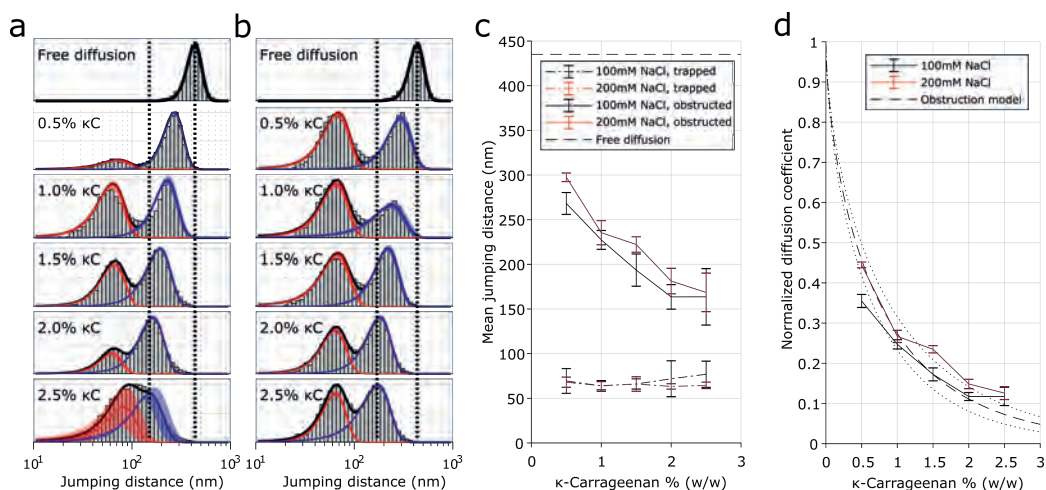 a
Free diffusion
0.5% κC
1.0% κC
1.5% κC
2.0% κC
2.5% κC
10¹ 10² 10³
Jumping distance (nm)
b
Free diffusion
0.5% κC
1.0% κC
1.5% κC
2.0% κC
2.5% κC
10¹ 10² 10³
Jumping distance (nm)
c
Mean jumping distance (nm)
450
400
350
300
250
200
150
100
50
0
100mM NaCl, trapped
200mM NaCl, trapped
100mM NaCl, obstructed
200mM NaCl, obstructed
Free diffusion
0 0.5 1 1.5 2 2.5 3
κ-Carrageenan % (w/w)
d
Normalized diffusion coefficient
1
0.9
0.8
0.7
0.6
0.5
0.4
0.3
0.2
0.1
0
100mM NaCl
200mM NaCl
Obstruction model
0 0.5 1 1.5 2 2.5 3
κ-Carrageenan % (w/w)